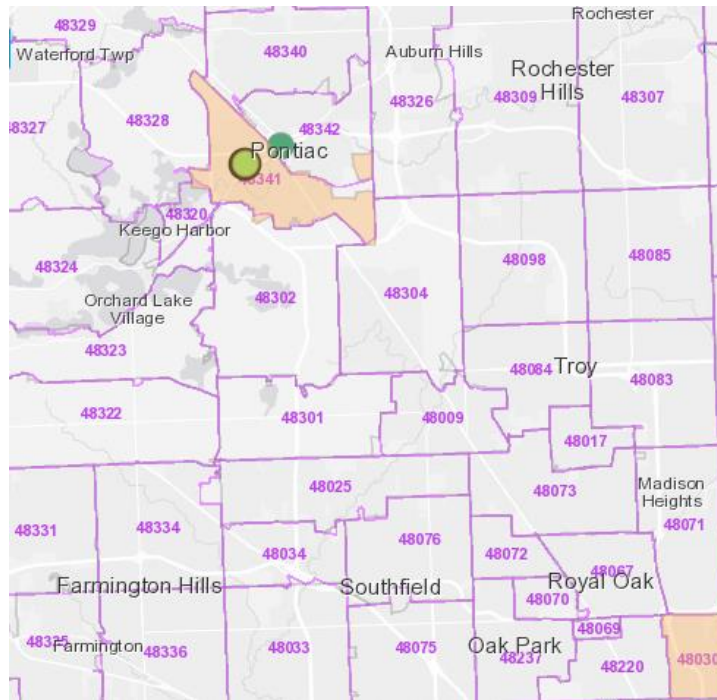 Rochester
48329
Waterford Twp
48340
Auburn Hills
Rochester
Hills
48326
48309
48307
48327
48328
48342
Pontiac
48341
48320
Keego Harbor
48324
48302
48304
48098
48085
Orchard Lake
Village
48323
48084
Troy
48083
48322
48301
48009
48017
48025
48073
Madison
Heights
48071
48331
48334
48034
48076
48072
48067
Farmington Hills
Southfield
Royal Oak
48070
48069
48335
Farmington
48336
48033
48075
Oak Park
48237
48220
48030